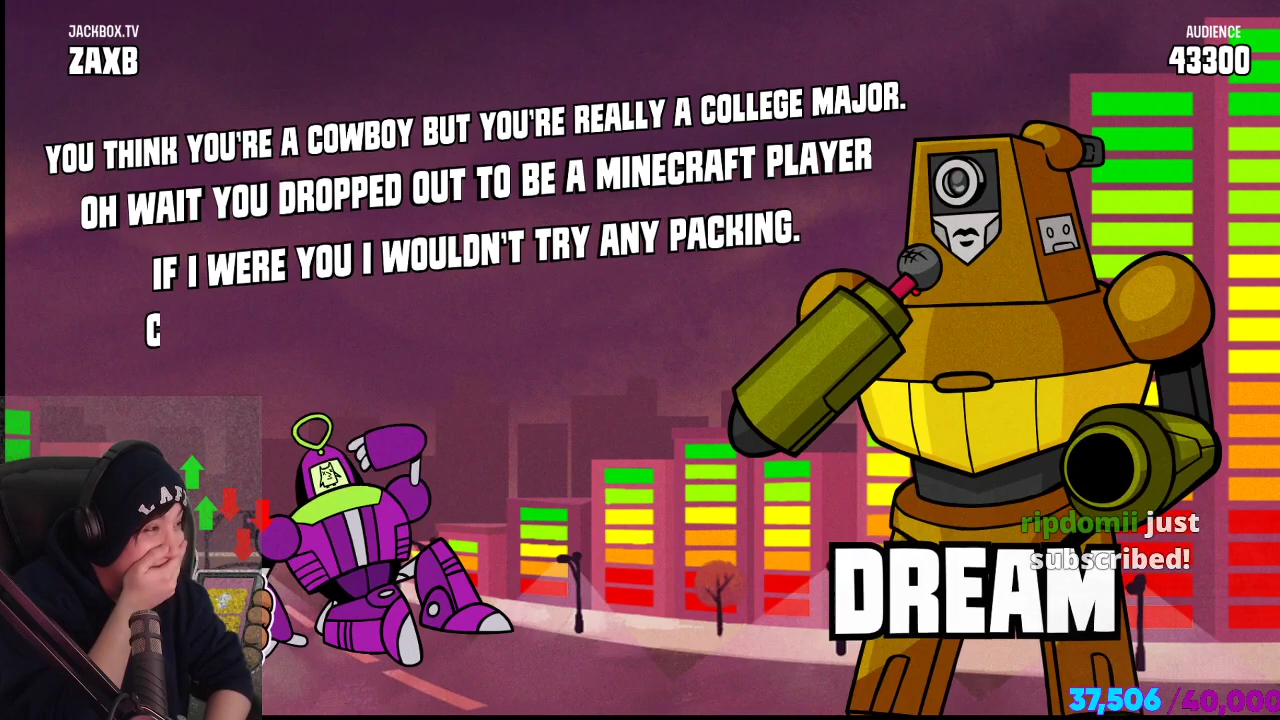 JACKBOX.TV
ZAXB
AUDIENCE
43300
YOU THINK YOU'RE A COWBOY BUT YOU'RE REALLY A COLLEGE MAJOR.
OH WAIT YOU DROPPED OUT TO BE A MINECRAFT PLAYER
IF I WERE YOU I WOULDN'T TRY ANY PACKING.
C
ripdomii just
subscribed!
DREAM
37,506 /40,000